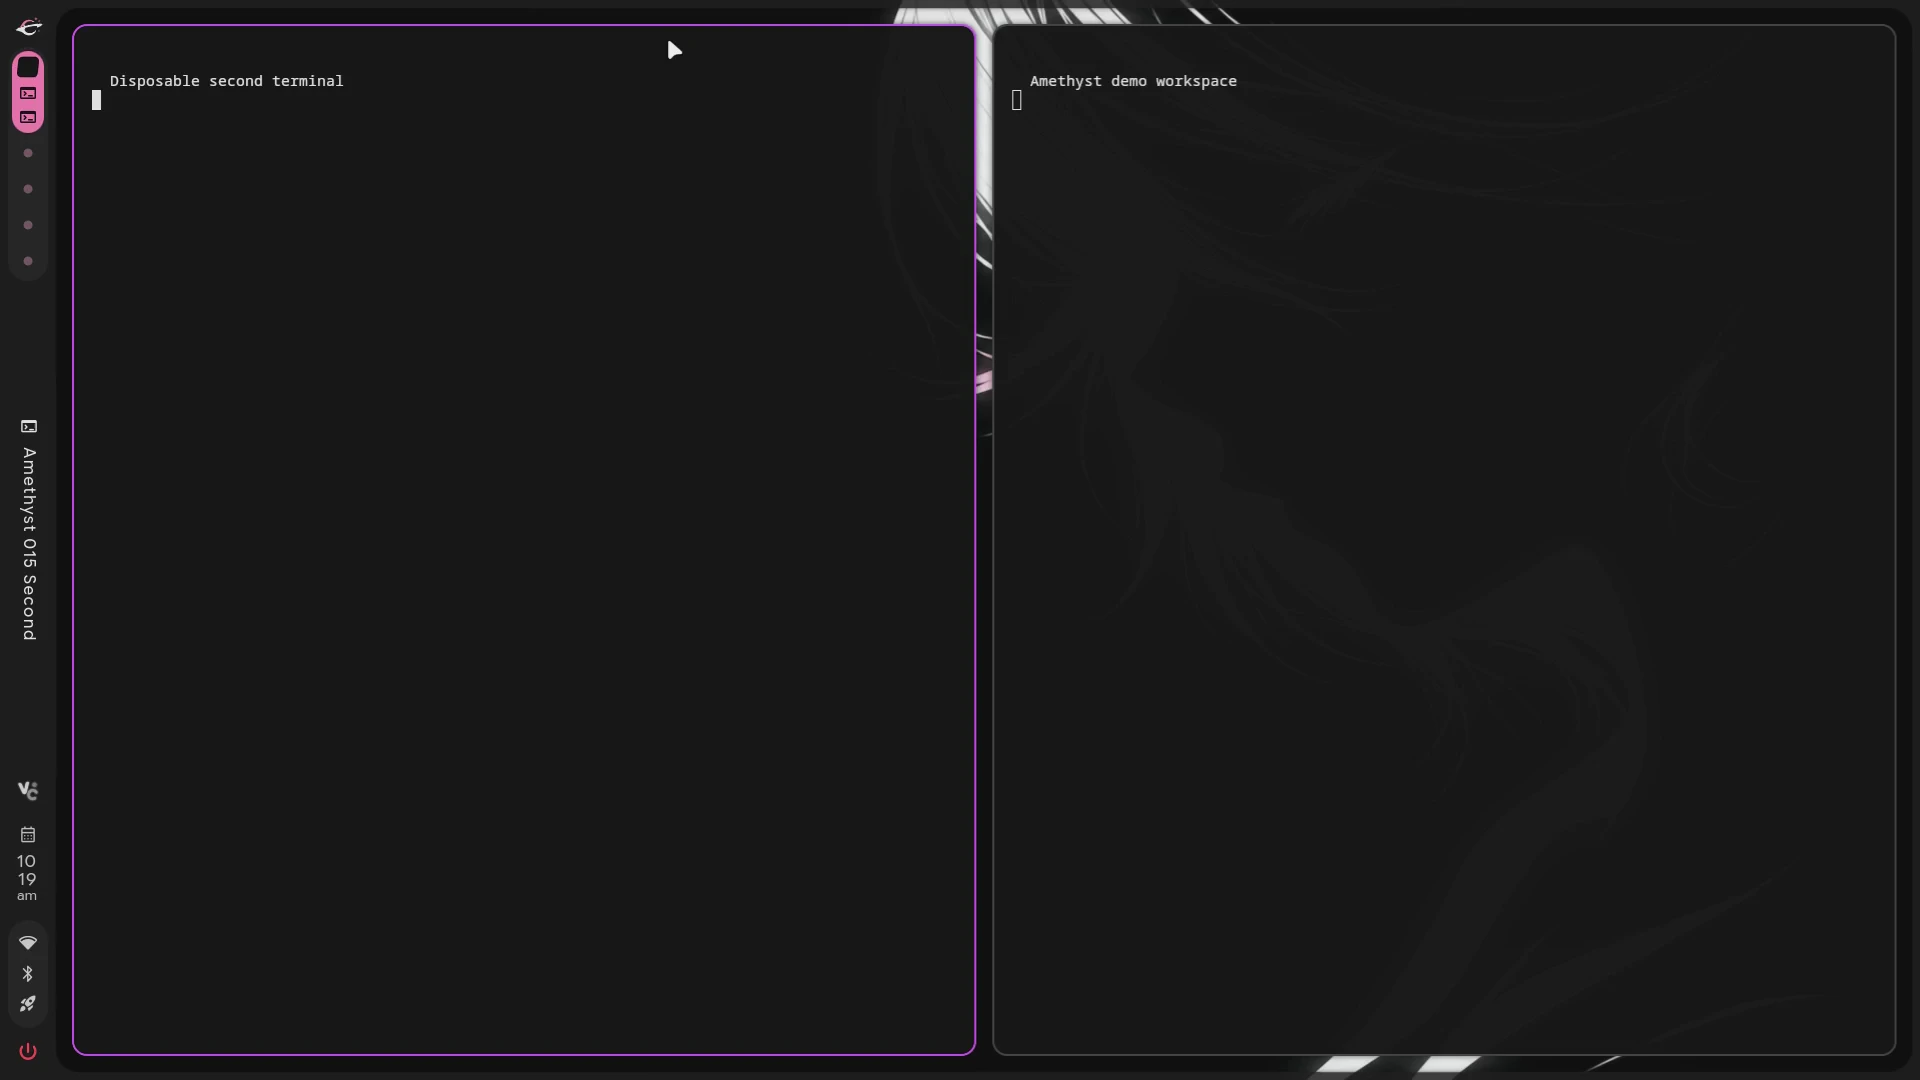 Disposable second terminal
Amethyst demo workspace
Amethyst 015 Second
10
19
am